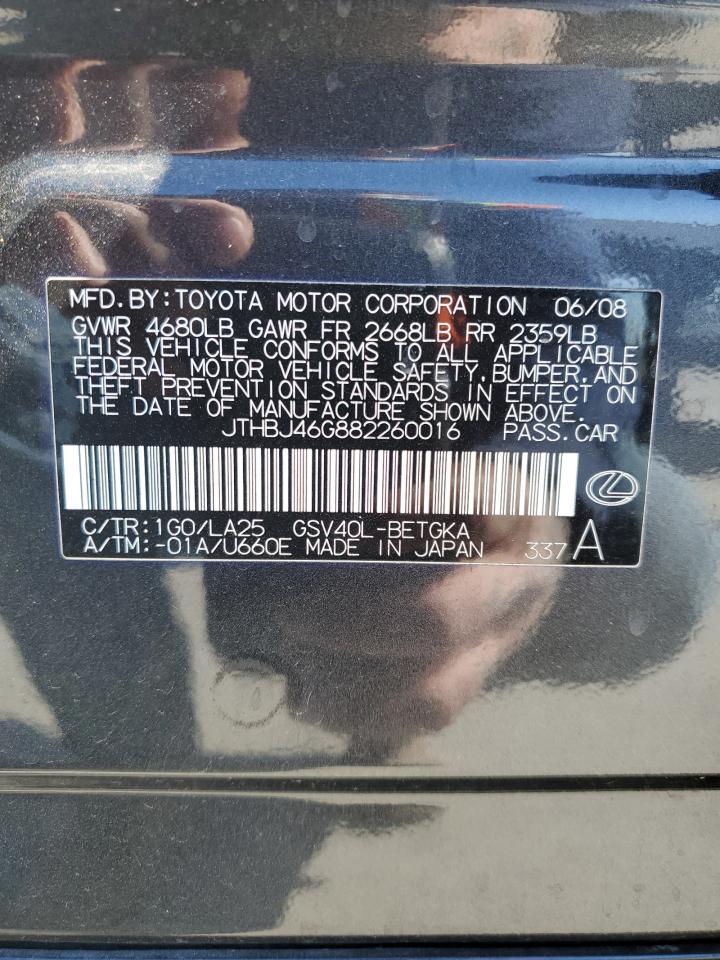 MFD. BY: TOYOTA MOTOR CORPORATION 06/08
GVWR 4680LB GAWR FR 2668LB RR 2359LB
THIS VEHICLE CONFORMS TO ALL APPLICABLE
FEDERAL MOTOR VEHICLE SAFETY, BUMPER, AND
THEFT PREVENTION STANDARDS IN EFFECT ON
THE DATE OF MANUFACTURE SHOWN ABOVE.
JTHBJ46G882260016 PASS. CAR
C/TR: 1G0/LA25 GSV40L-BETGKA
A/TM: -01A/U660E MADE IN JAPAN 337 A